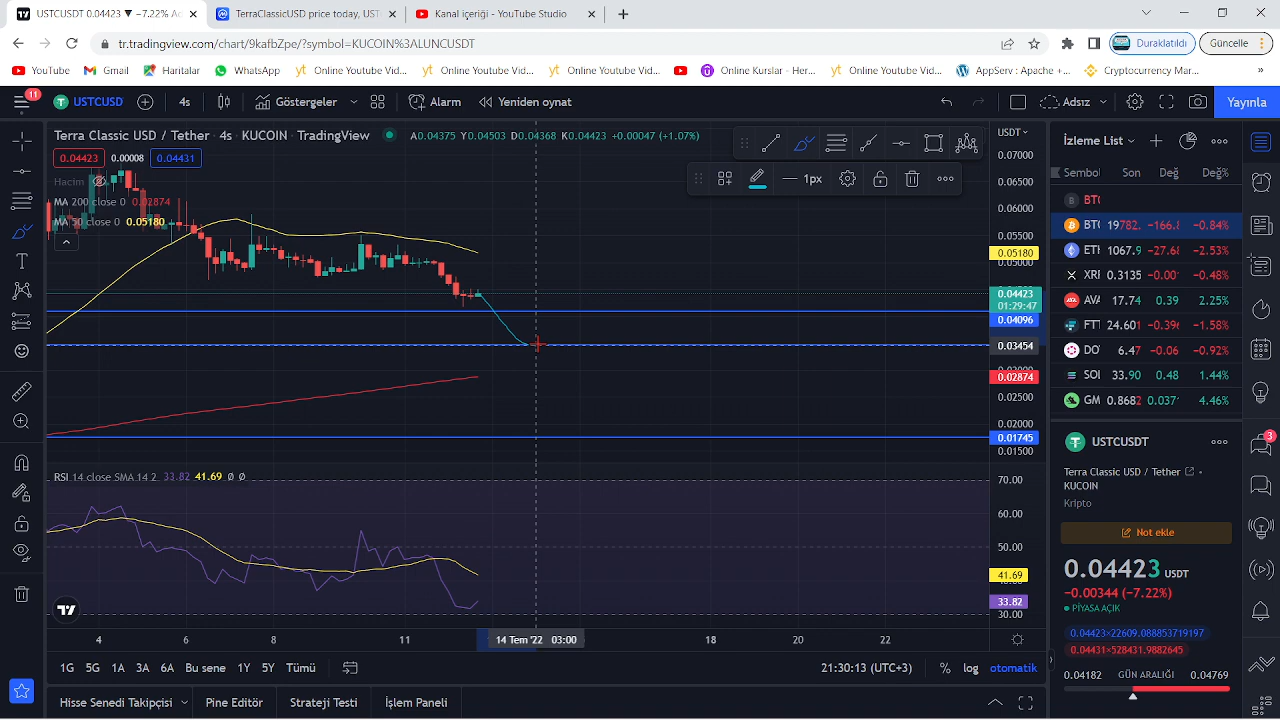 USTCUSDT 0.04423 ▼ −7.22% Ac
TerraClassicUSD price today, UST
Kanal içeriği - YouTube Studio
tr.tradingview.com/chart/9kafbZpe/?symbol=KUCOIN%3ALUNCUSDT
Duraklatıldı
Güncelle
YouTube
Gmail
Haritalar
WhatsApp
Online Youtube Vid...
Online Youtube Vid...
Online Youtube Vid...
Online Kurslar - Her...
Online Youtube Vid...
AppServ : Apache +...
Cryptocurrency Mar...
»
11
USTCUSD
4s
Göstergeler
Alarm
Yeniden oynat
Adsız
Yayınla
Terra Classic USD / Tether · 4s · KUCOIN · TradingView
A0.04375 Y0.04503 D0.04368 K0.04423 +0.00047 (+1.07%)
0.04423
0.00008
0.04431
Hacim
MA 200 close 0 0.02874
MA 50 close 0 0.05180
1px
USDT
0.07000
0.06500
0.06000
0.05500
0.05180
0.05000
0.04423
01:29:47
0.04096
0.03454
0.02874
0.02500
0.02000
0.01745
0.01500
RSI 14 close SMA 14 2 33.82 41.69 Ø Ø
70.00
60.00
50.00
41.69
33.82
30.00
4
6
8
11
14 Tem '22 03:00
18
20
22
1G
5G
1A
3A
6A
Bu sene
1Y
5Y
Tümü
21:30:13 (UTC+3)
%
log
otomatik
Hisse Senedi Takipçisi
Pine Editör
Strateji Testi
İşlem Paneli
İzleme List
Sembol Son Değ Değ%
BTC
BTC 19782. −166.8 −0.84%
ETH 1067.9 −27.68 −2.53%
XRI 0.3135 −0.00 −0.48%
AVA 17.74 0.39 2.25%
FTT 24.601 −0.396 −1.58%
DO 6.47 −0.06 −0.92%
SOI 33.90 0.48 1.44%
GM 0.8682 0.0371 4.46%
USTCUSDT
Terra Classic USD / Tether
KUCOIN
Kripto
Not ekle
0.04423 USDT
−0.00344 (−7.22%)
PİYASA AÇIK
0.04423×22609.088853719197
0.04431×528431.9882645
0.04182 GÜN ARALIĞI 0.04769
3